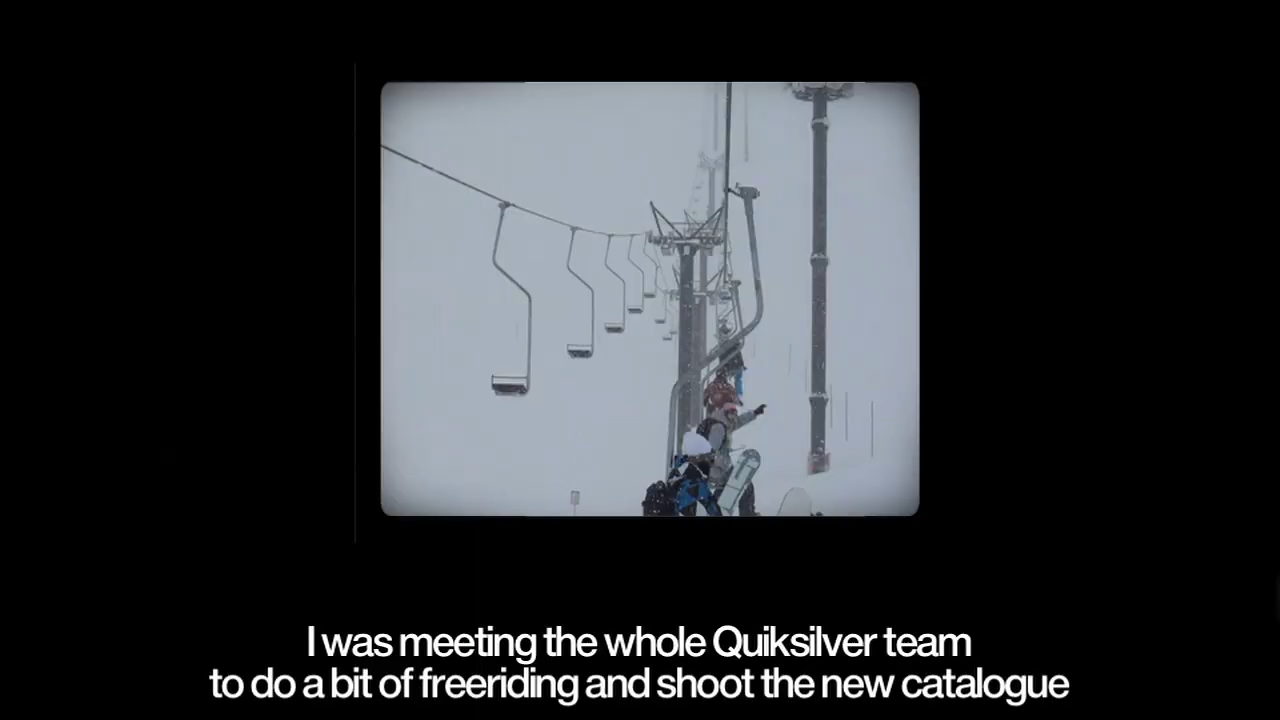 I was meeting the whole Quiksilver team
to do a bit of freeriding and shoot the new catalogue